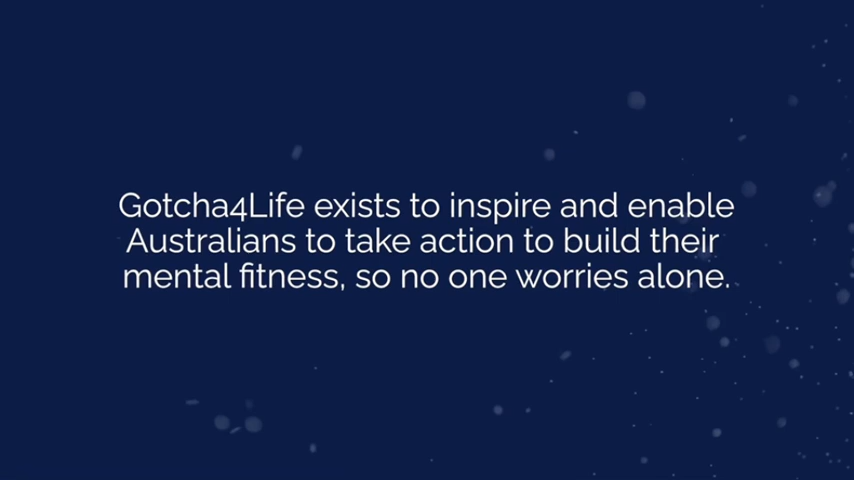 Gotcha4Life exists to inspire and enable
Australians to take action to build their
mental fitness, so no one worries alone.